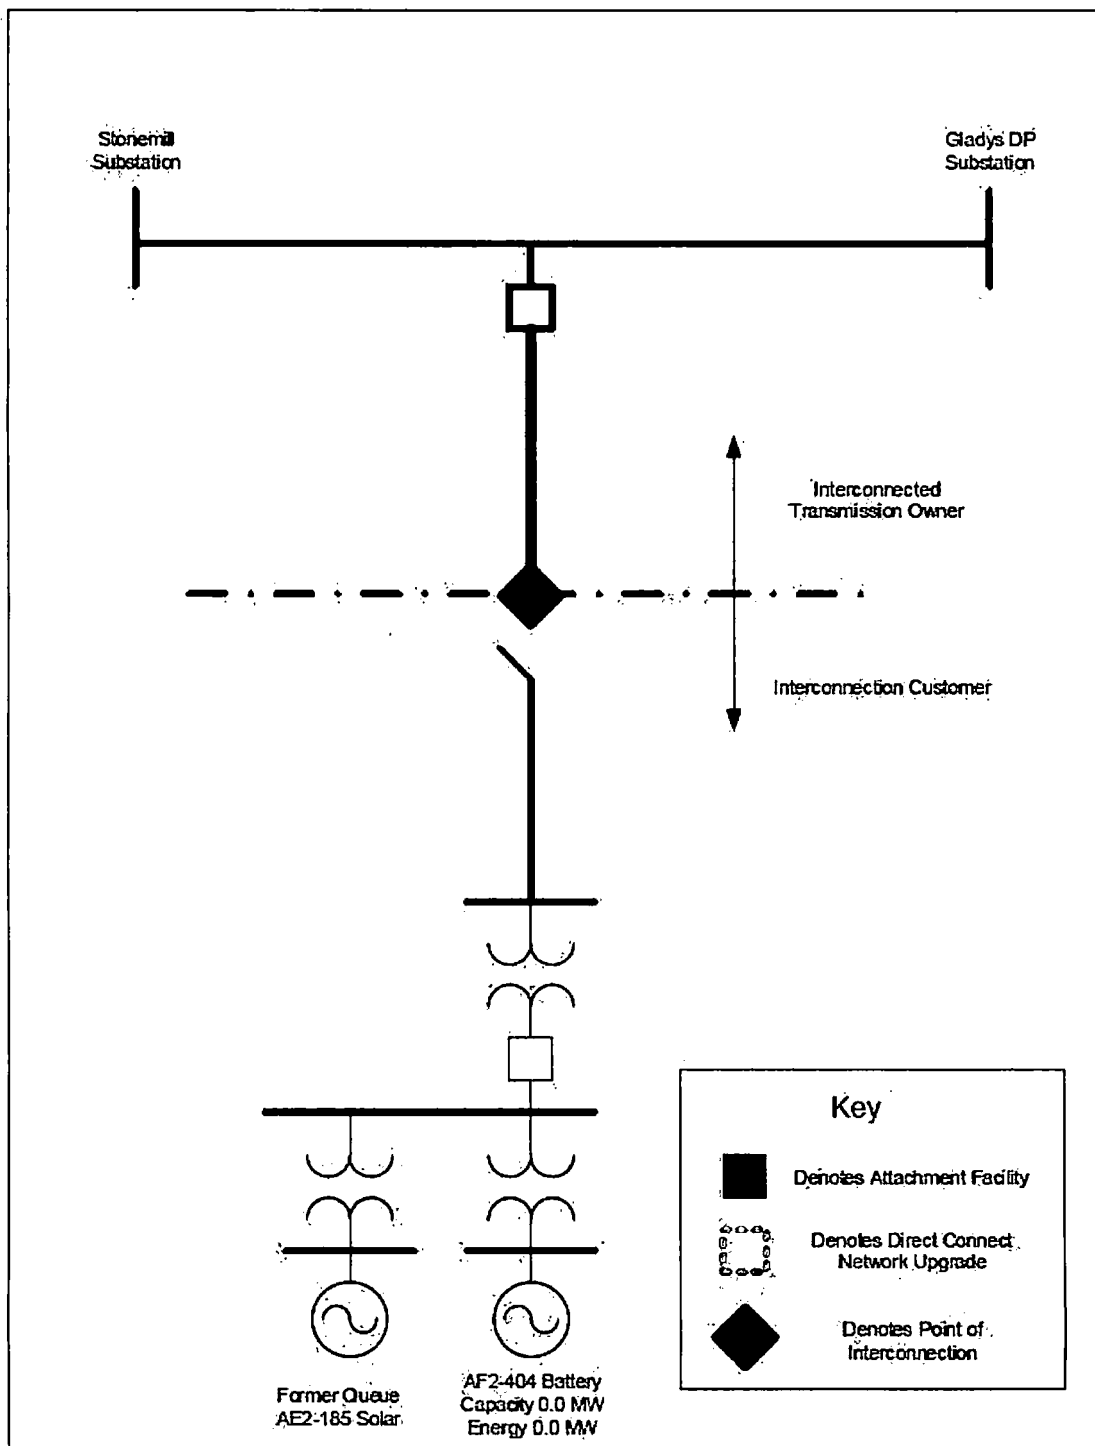 Stonemill
Substation
Gladys DP
Substation
Interconnected
Transmission Owner
Interconnection Customer
Key
Denotes Attachment Facility
Denotes Direct Connect
Network Upgrade
Denotes Point of
Interconnection
Former Queue
AE2-185 Solar
AF2-404 Battery
Capacity 0.0 MW
Energy 0.0 MW